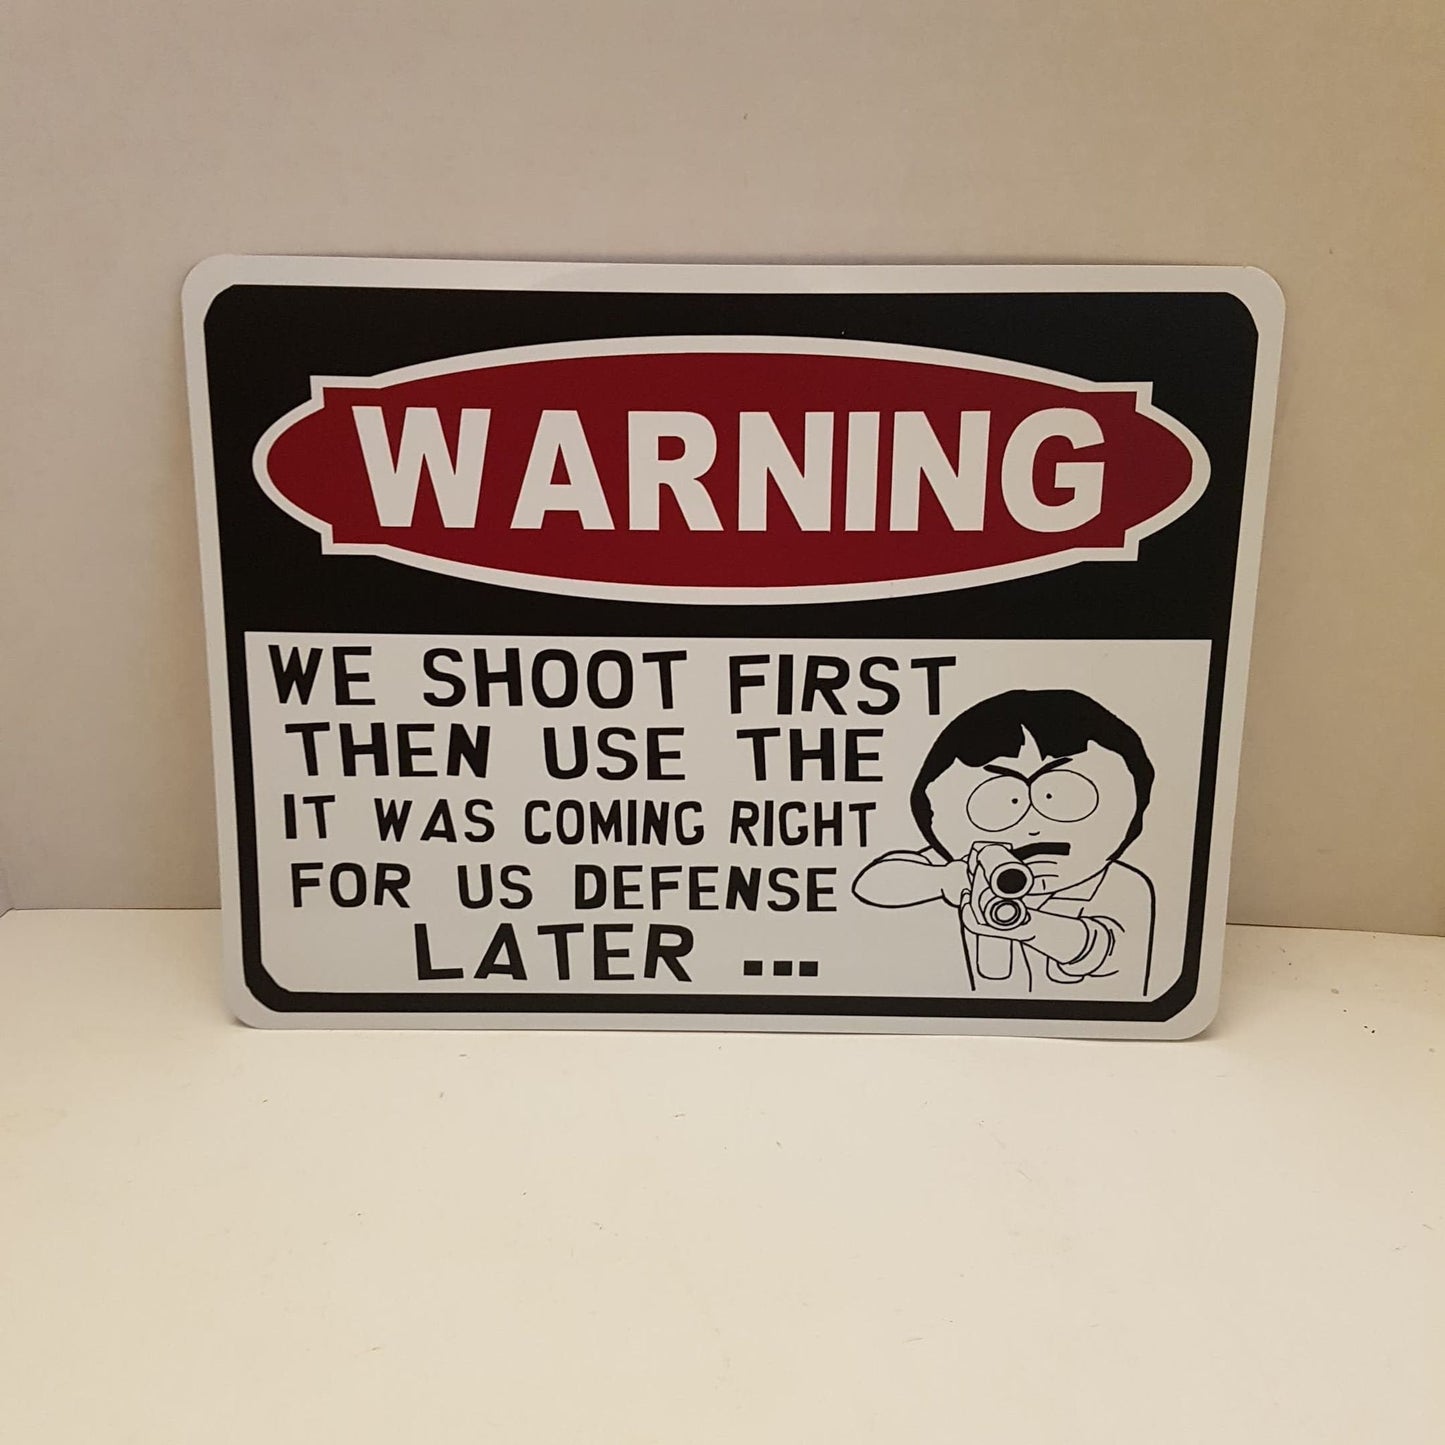 WARNING
WE SHOOT FIRST
THEN USE THE
IT WAS COMING RIGHT
FOR US DEFENSE
LATER ...